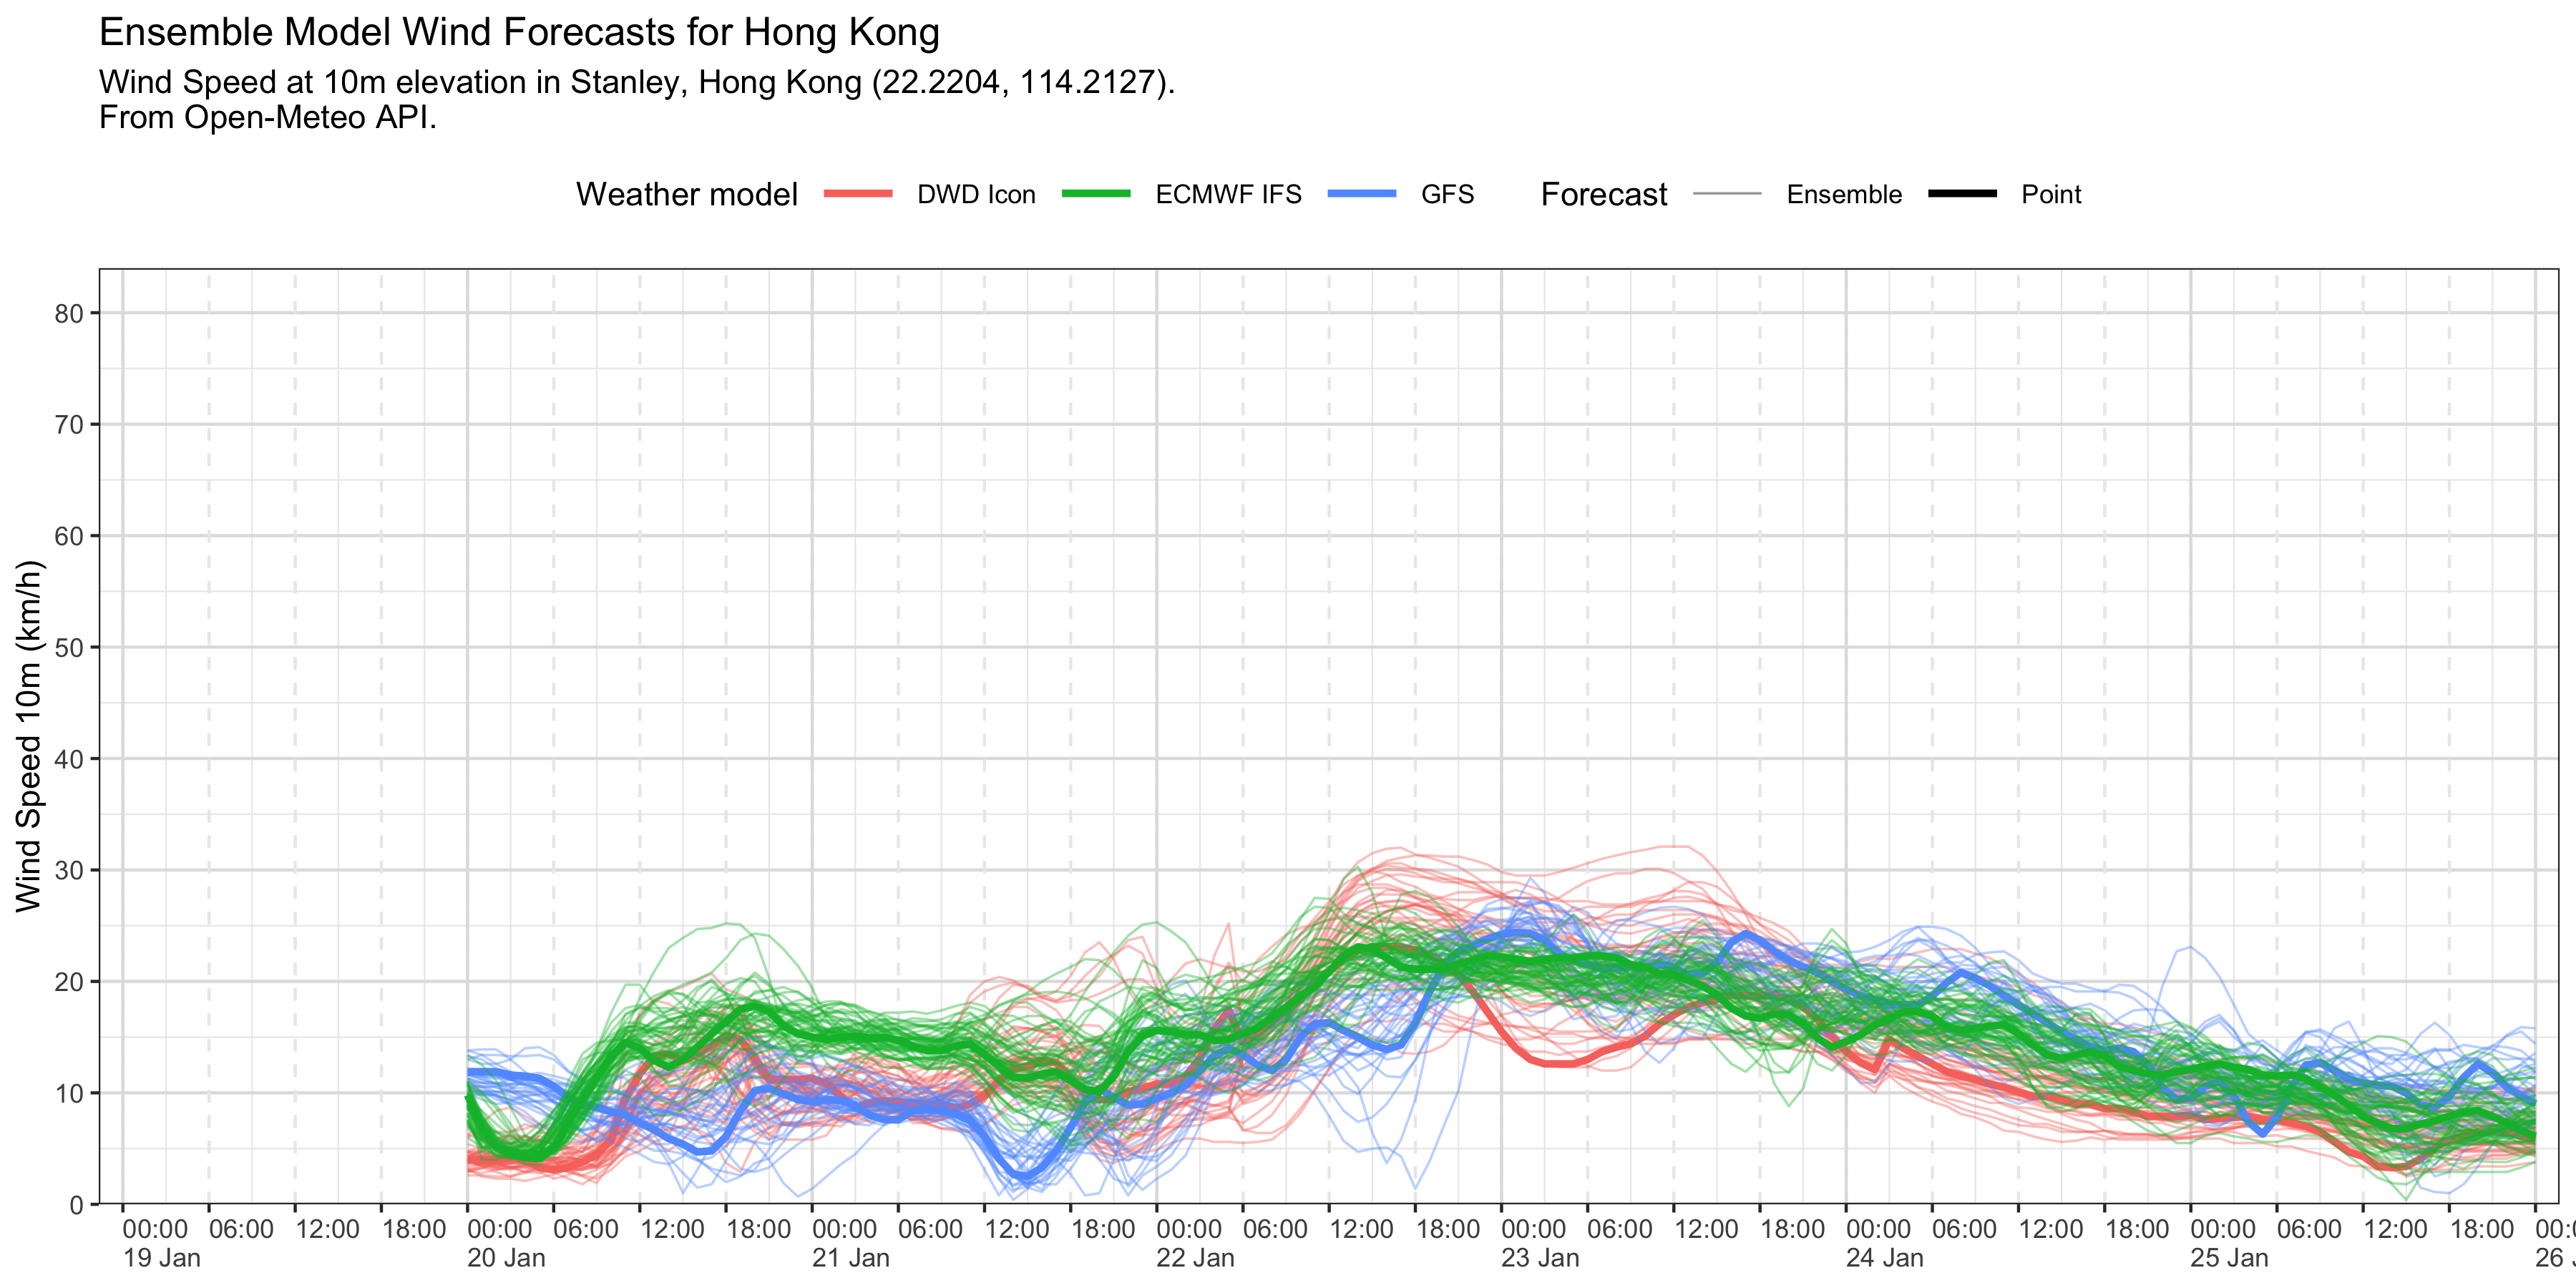 Ensemble Model Wind Forecasts for Hong Kong
Wind Speed at 10m elevation in Stanley, Hong Kong (22.2204, 114.2127).
From Open-Meteo API.
Weather model DWD Icon ECMWF IFS GFS Forecast Ensemble Point
Wind Speed 10m (km/h)
80
70
60
50
40
30
20
10
0
00:00 06:00 12:00 18:00 00:00 06:00 12:00 18:00 00:00 06:00 12:00 18:00 00:00 06:00 12:00 18:00 00:00 06:00 12:00 18:00 00:00 06:00 12:00 18:00 00:00 06:00 12:00 18:00
19 Jan 20 Jan 21 Jan 22 Jan 23 Jan 24 Jan 25 Jan 26